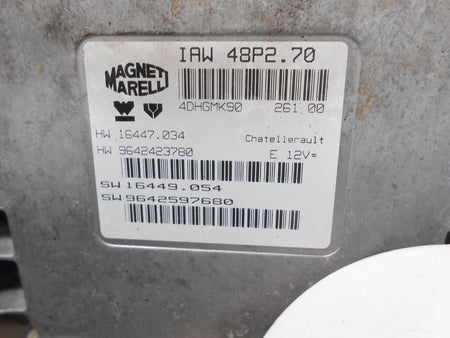 IAW 48P2.70
MAGNETI
MARELLI
4DHGMK90 261 00
HW 16447.034 Chatellerault
HW 9642423780 E 12V=
SW 16449.054
SW 9642597680